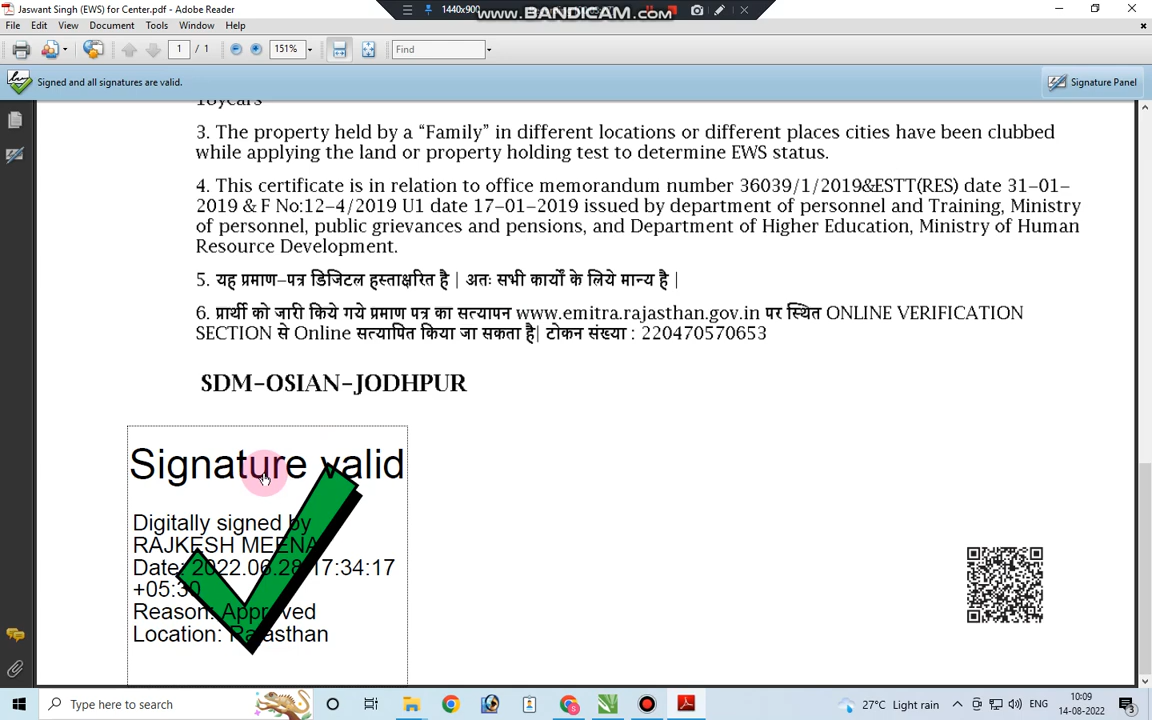 Jaswant Singh (EWS) for Center.pdf - Adobe Reader
1440x900
www.BANDICAM.com
File Edit View Document Tools Window Help
1 / 1
151%
Find
Signed and all signatures are valid.
Signature Panel
18years
3. The property held by a “Family” in different locations or different places cities have been clubbed
while applying the land or property holding test to determine EWS status.
4. This certificate is in relation to office memorandum number 36039/1/2019&ESTT(RES) date 31-01-
2019 & F No:12-4/2019 U1 date 17-01-2019 issued by department of personnel and Training, Ministry
of personnel, public grievances and pensions, and Department of Higher Education, Ministry of Human
Resource Development.
5. यह प्रमाण-पत्र डिजिटल हस्ताक्षरित है | अतः सभी कार्यों के लिये मान्य है |
6. प्रार्थी को जारी किये गये प्रमाण पत्र का सत्यापन www.emitra.rajasthan.gov.in पर स्थित ONLINE VERIFICATION
SECTION से Online सत्यापित किया जा सकता है| टोकन संख्या : 220470570653
SDM-OSIAN-JODHPUR
Signature valid
Digitally signed by
RAJKESH MEENA
Date: 2022.06.28 17:34:17
+05:30
Reason: Approved
Location: Rajasthan
Type here to search
27°C Light rain
ENG
10:09
14-08-2022
3